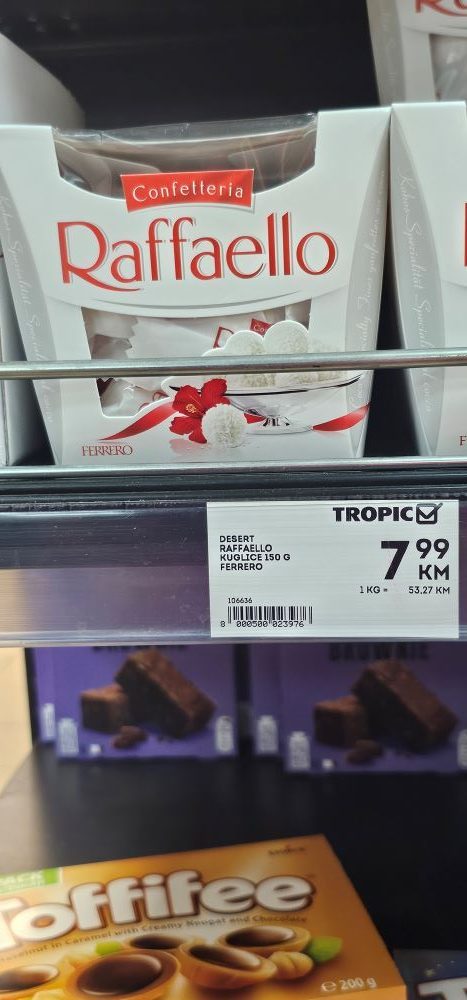 Confetteria
Raffaello
FERRERO
TROPIC
DESERT
RAFFAELLO
KUGLICE 150 G
FERRERO
7 99
KM
1 KG = 53,27 KM
106636
8 000500 023976
BROWNIE
Toffifee
Hazelnut in Caramel with Creamy Nougat and Chocolate
e 200 g